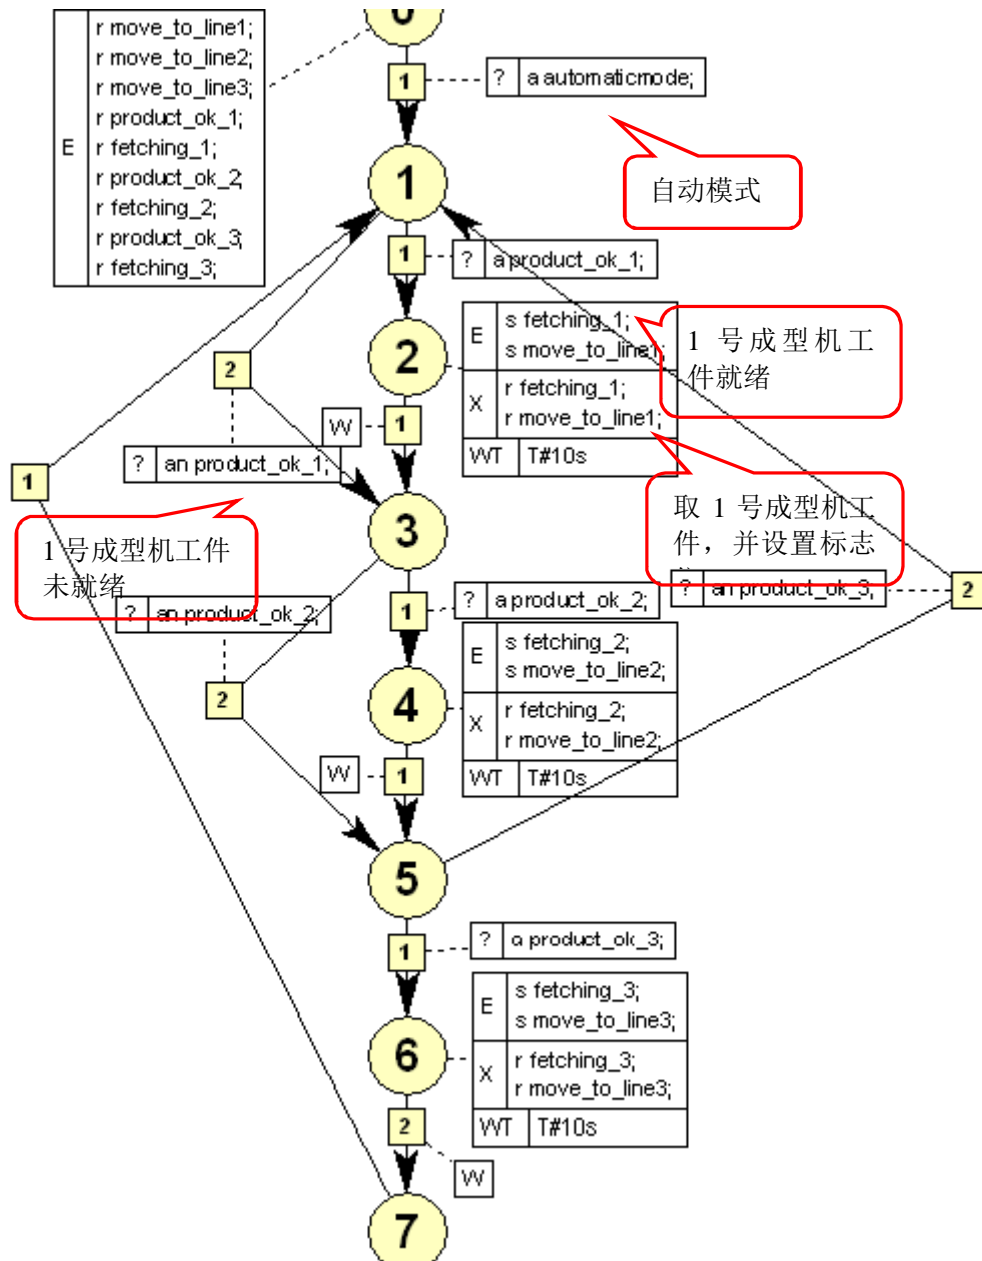 0
r move_to_line1;
r move_to_line2;
r move_to_line3;
r product_ok_1;
E
r fetching_1;
r product_ok_2;
r fetching_2;
r product_ok_3;
r fetching_3;
1
? a automaticmode;
自动模式
1
1
? a product_ok_1;
2
E
s fetching_1;
s move_to_line1;
X
r fetching_1;
r move_to_line1;
WT T#10s
1 号成型机工
件就绪
2
W
1
? an product_ok_1;
1
1 号成型机工件
未就绪
3
取 1 号成型机工
件，并设置标志
? an product_ok_3;
2
? an product_ok_2;
1
? a product_ok_2;
2
4
E
s fetching_2;
s move_to_line2;
X
r fetching_2;
r move_to_line2;
WT T#10s
W
1
5
1
? a product_ok_3;
6
E
s fetching_3;
s move_to_line3;
X
r fetching_3;
r move_to_line3;
WT T#10s
2
W
7